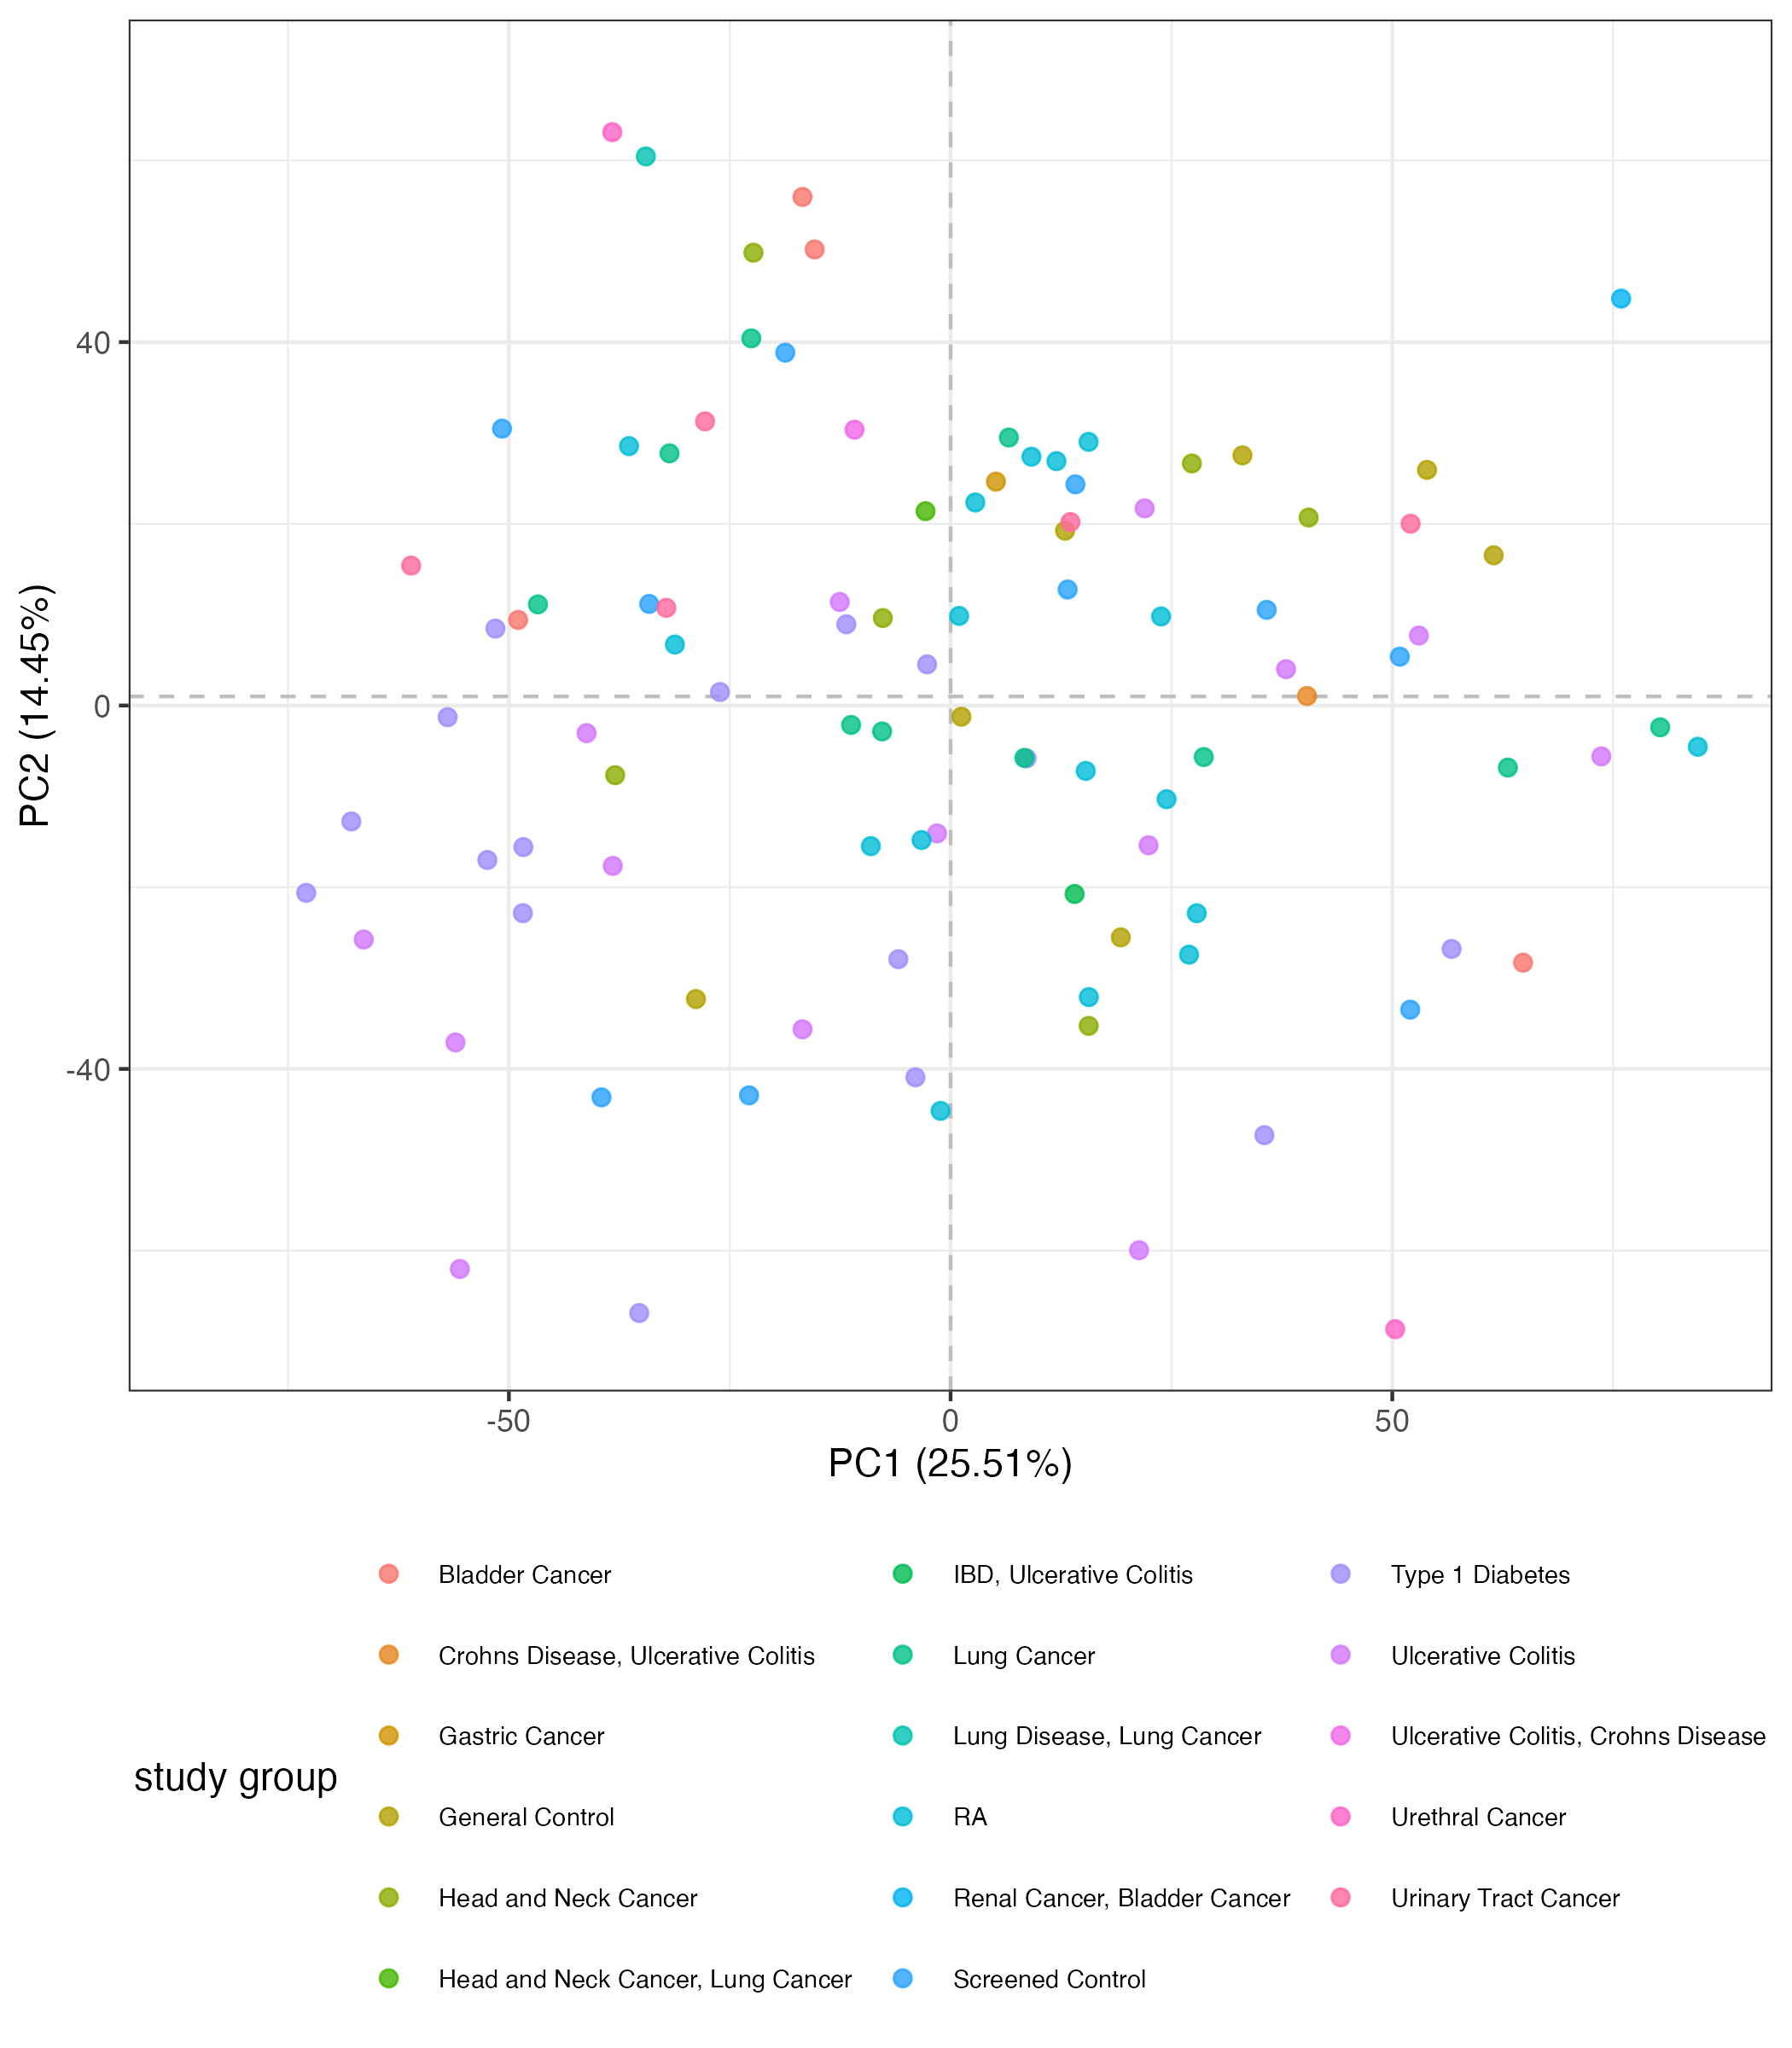 PC2 (14.45%)
40
0
-40
-50
0
50
PC1 (25.51%)
study group
Bladder Cancer
Crohns Disease, Ulcerative Colitis
Gastric Cancer
General Control
Head and Neck Cancer
Head and Neck Cancer, Lung Cancer
IBD, Ulcerative Colitis
Lung Cancer
Lung Disease, Lung Cancer
RA
Renal Cancer, Bladder Cancer
Screened Control
Type 1 Diabetes
Ulcerative Colitis
Ulcerative Colitis, Crohns Disease
Urethral Cancer
Urinary Tract Cancer